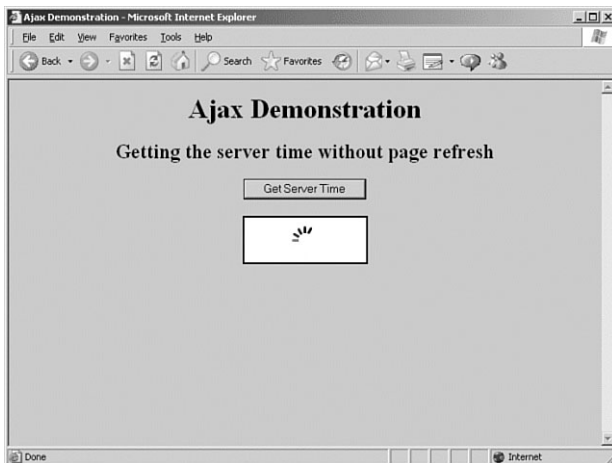 Ajax Demonstration - Microsoft Internet Explorer
File Edit View Favorites Tools Help
Back Search Favorites
Ajax Demonstration
Getting the server time without page refresh
Get Server Time
Done Internet